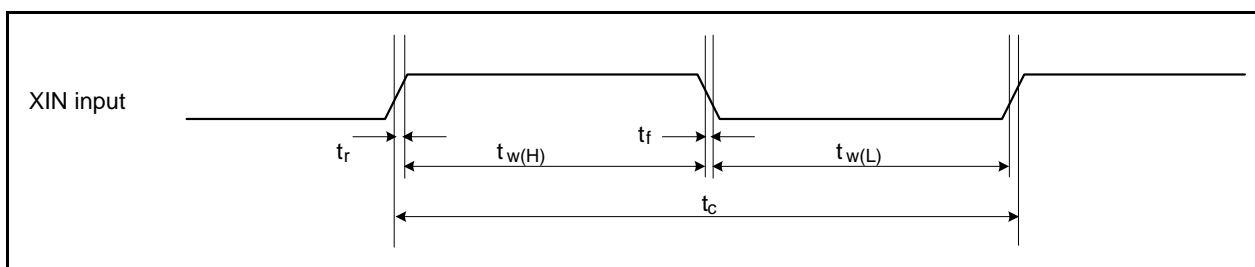 XIN input
tr
tw(H)
tf
tw(L)
tc